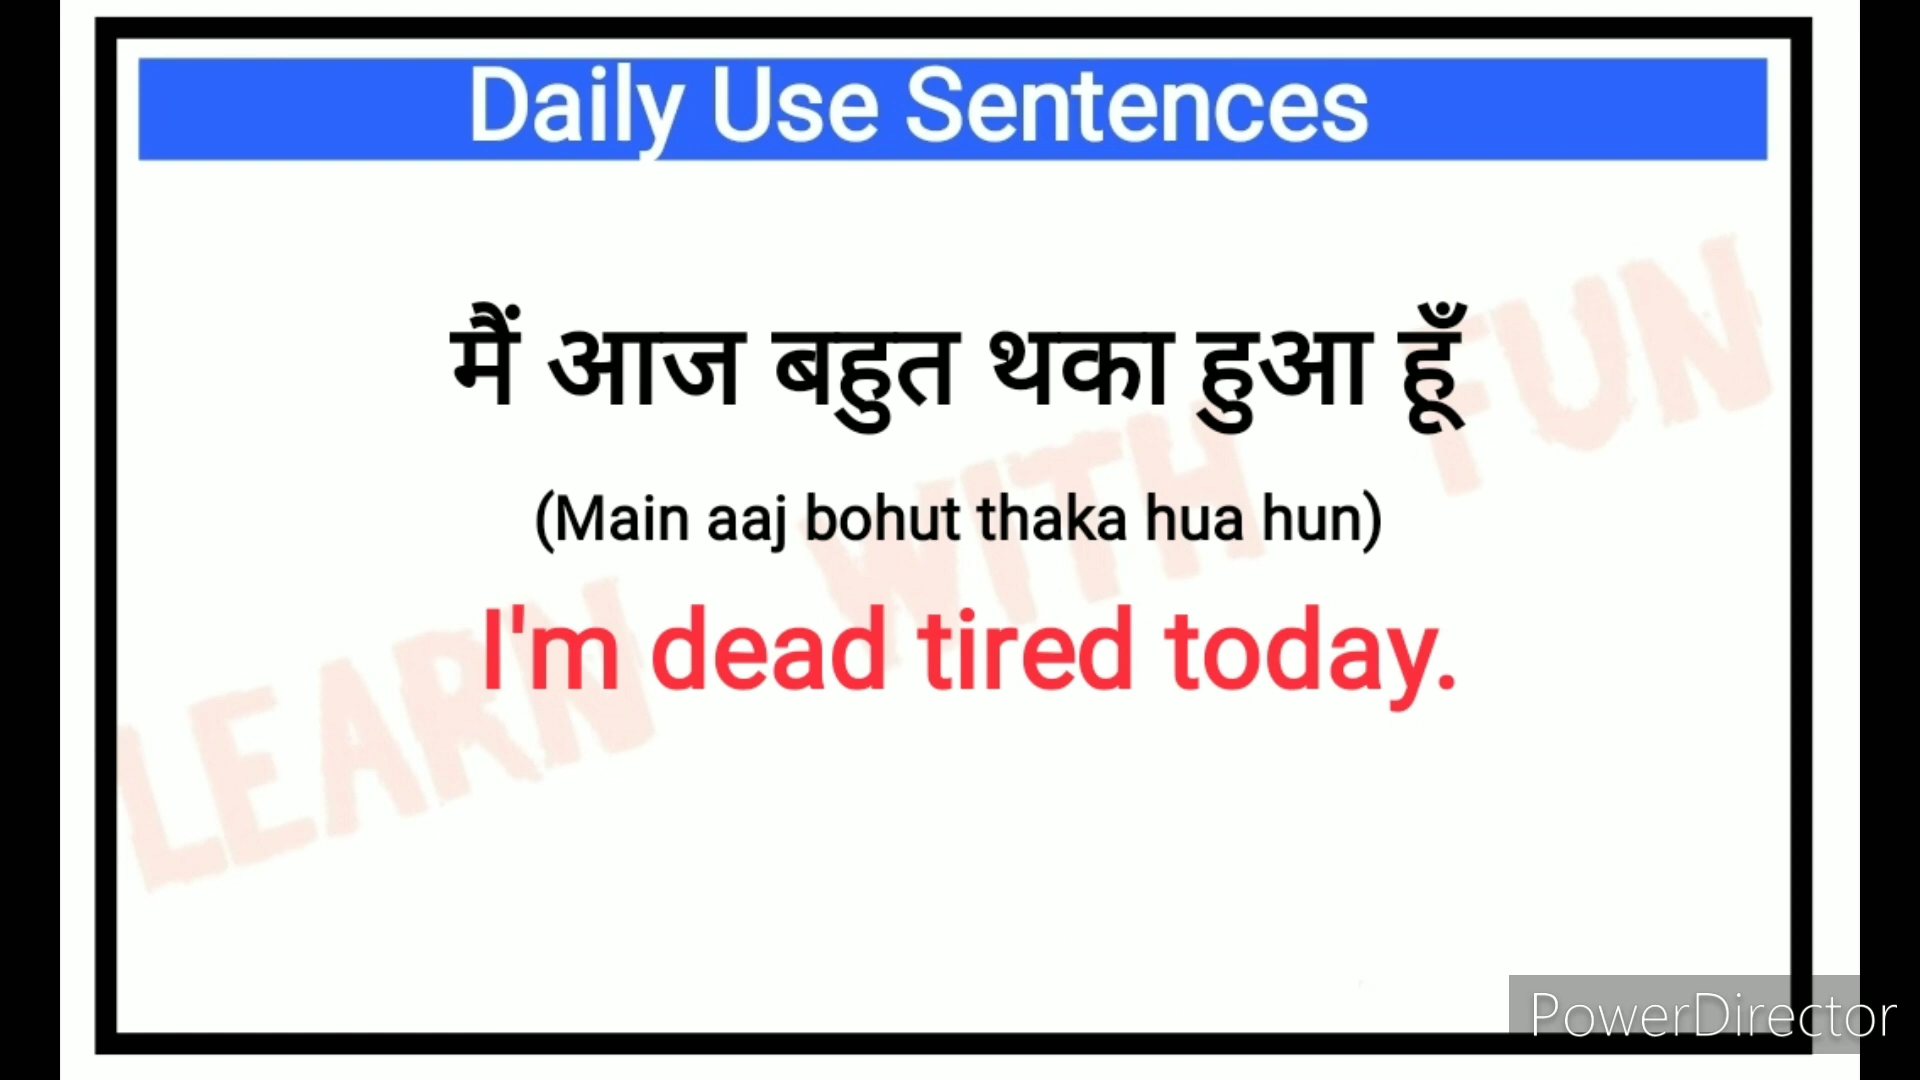 Daily Use Sentences
मैं आज बहुत थका हुआ हूँ
(Main aaj bohut thaka hua hun)
I'm dead tired today.
LEARN WITH FUN
PowerDirector